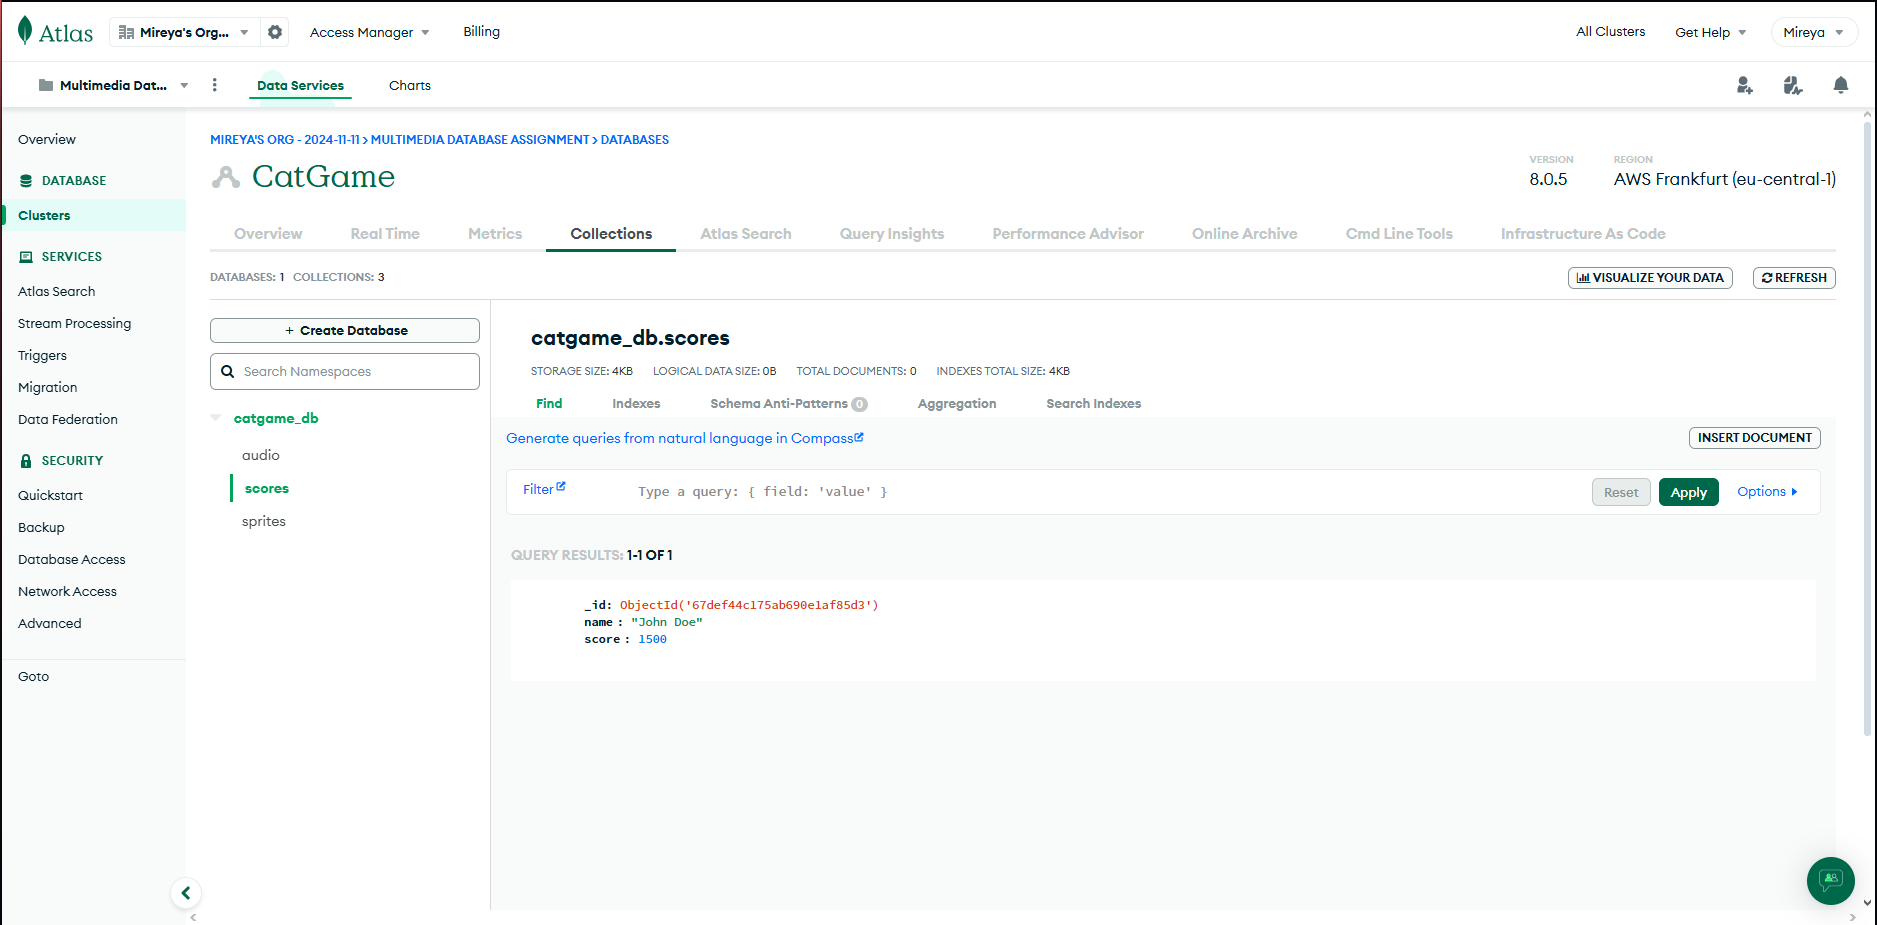 Atlas
Mireya's Org...
Access Manager
Billing
All Clusters
Get Help
Mireya
Multimedia Dat...
Data Services
Charts
Overview
DATABASE
Clusters
SERVICES
Atlas Search
Stream Processing
Triggers
Migration
Data Federation
SECURITY
Quickstart
Backup
Database Access
Network Access
Advanced
Goto
MIREYA'S ORG - 2024-11-11 > MULTIMEDIA DATABASE ASSIGNMENT > DATABASES
CatGame
VERSION
8.0.5
REGION
AWS Frankfurt (eu-central-1)
Overview
Real Time
Metrics
Collections
Atlas Search
Query Insights
Performance Advisor
Online Archive
Cmd Line Tools
Infrastructure As Code
DATABASES: 1 COLLECTIONS: 3
VISUALIZE YOUR DATA
REFRESH
+ Create Database
Search Namespaces
catgame_db
audio
scores
sprites
catgame_db.scores
STORAGE SIZE: 4KB LOGICAL DATA SIZE: 0B TOTAL DOCUMENTS: 0 INDEXES TOTAL SIZE: 4KB
Find
Indexes
Schema Anti-Patterns 0
Aggregation
Search Indexes
Generate queries from natural language in Compass
INSERT DOCUMENT
Filter
Type a query: { field: 'value' }
Reset
Apply
Options
QUERY RESULTS: 1-1 OF 1
_id: ObjectId('67def44c175ab690e1af85d3')
name : "John Doe"
score : 1500